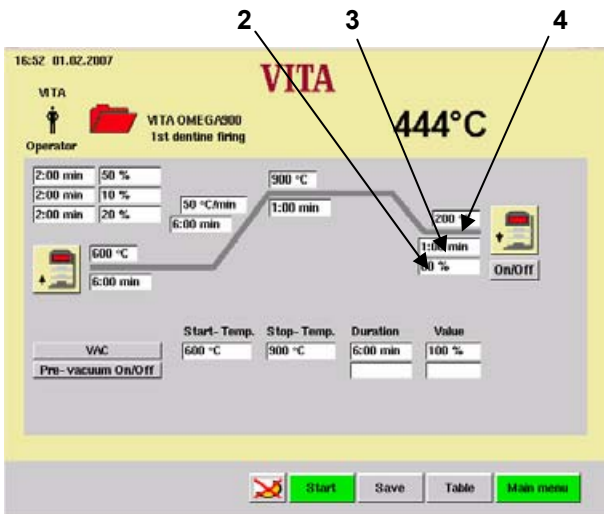 2 3 4
16:52 01.02.2007
VITA
VITA
Operator
VITA OMEGA900
1st dentine firing
444°C
2:00 min 50 %
2:00 min 10 %
2:00 min 20 %
50 °C/min
6:00 min
900 °C
1:00 min
200 °
1:00 min
%
600 °C
6:00 min
On/Off
Start-Temp. Stop-Temp. Duration Value
VAC 600 °C 900 °C 6:00 min 100 %
Pre-vacuum On/Off
Start Save Table Main menu